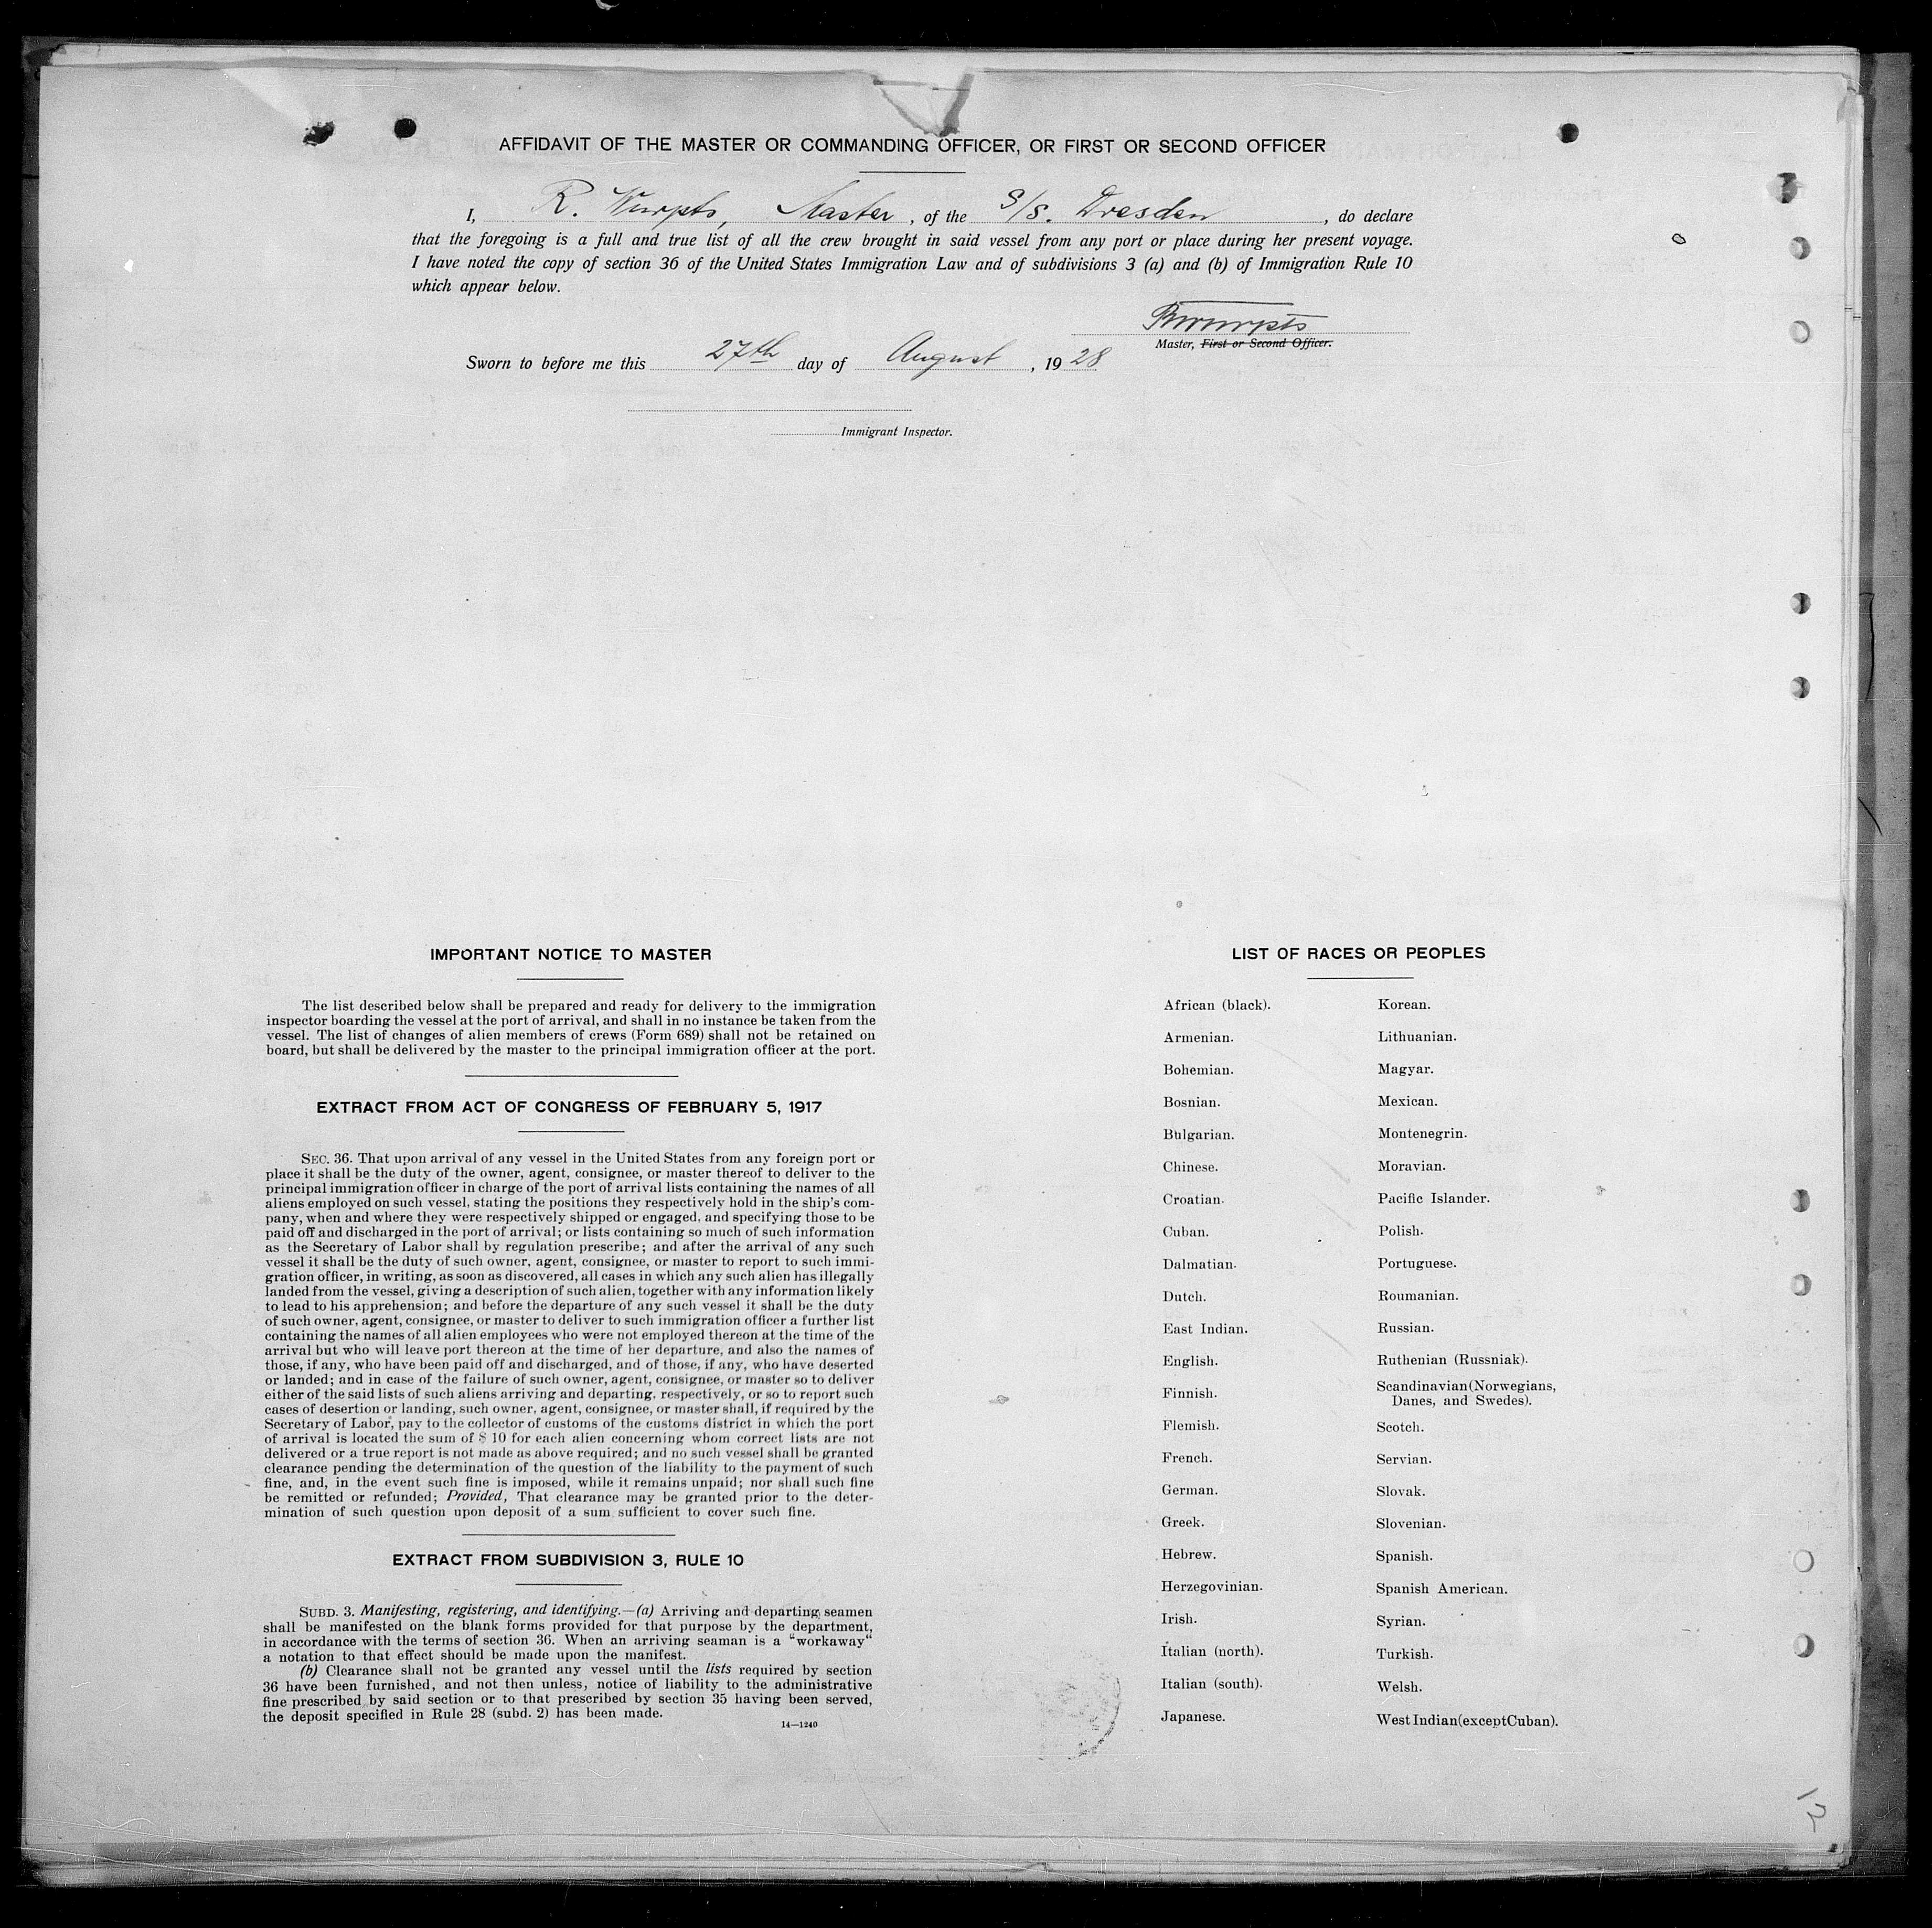 AFFIDAVIT OF THE MASTER OR COMMANDING OFFICER, OR FIRST OR SECOND OFFICER
I, R. Wurpts, Master, of the S/S. Dresden, do declare
that the foregoing is a full and true list of all the crew brought in said vessel from any port or place during her present voyage.
I have noted the copy of section 36 of the United States Immigration Law and of subdivisions 3 (a) and (b) of Immigration Rule 10
which appear below.
RWurpts
Master, First or Second Officer.
Sworn to before me this 27th day of August, 1928
Immigrant Inspector.
IMPORTANT NOTICE TO MASTER
The list described below shall be prepared and ready for delivery to the immigration
inspector boarding the vessel at the port of arrival, and shall in no instance be taken from the
vessel. The list of changes of alien members of crews (Form 689) shall not be retained on
board, but shall be delivered by the master to the principal immigration officer at the port.
EXTRACT FROM ACT OF CONGRESS OF FEBRUARY 5, 1917
SEC. 36. That upon arrival of any vessel in the United States from any foreign port or
place it shall be the duty of the owner, agent, consignee, or master thereof to deliver to the
principal immigration officer in charge of the port of arrival lists containing the names of all
aliens employed on such vessel, stating the positions they respectively hold in the ship's com-
pany, when and where they were respectively shipped or engaged, and specifying those to be
paid off and discharged in the port of arrival; or lists containing so much of such information
as the Secretary of Labor shall by regulation prescribe; and after the arrival of any such
vessel it shall be the duty of such owner, agent, consignee, or master to report to such immi-
gration officer, in writing, as soon as discovered, all cases in which any such alien has illegally
landed from the vessel, giving a description of such alien, together with any information likely
to lead to his apprehension; and before the departure of any such vessel it shall be the duty
of such owner, agent, consignee, or master to deliver to such immigration officer a further list
containing the names of all alien employees who were not employed thereon at the time of the
arrival but who will leave port thereon at the time of her departure, and also the names of
those, if any, who have been paid off and discharged, and of those, if any, who have deserted
or landed; and in case of the failure of such owner, agent, consignee, or master so to deliver
either of the said lists of such aliens arriving and departing, respectively, or so to report such
cases of desertion or landing, such owner, agent, consignee, or master shall, if required by the
Secretary of Labor, pay to the collector of customs of the customs district in which the port
of arrival is located the sum of $ 10 for each alien concerning whom correct lists are not
delivered or a true report is not made as above required; and no such vessel shall be granted
clearance pending the determination of the question of the liability to the payment of such
fine, and, in the event such fine is imposed, while it remains unpaid; nor shall such fine
be remitted or refunded; Provided, That clearance may be granted prior to the deter-
mination of such question upon deposit of a sum sufficient to cover such fine.
EXTRACT FROM SUBDIVISION 3, RULE 10
SUBD. 3. Manifesting, registering, and identifying.—(a) Arriving and departing seamen
shall be manifested on the blank forms provided for that purpose by the department,
in accordance with the terms of section 36. When an arriving seaman is a "workaway"
a notation to that effect should be made upon the manifest.
(b) Clearance shall not be granted any vessel until the lists required by section
36 have been furnished, and not then unless, notice of liability to the administrative
fine prescribed by said section or to that prescribed by section 35 having been served,
the deposit specified in Rule 28 (subd. 2) has been made.
14—1240
LIST OF RACES OR PEOPLES
African (black).
Armenian.
Bohemian.
Bosnian.
Bulgarian.
Chinese.
Croatian.
Cuban.
Dalmatian.
Dutch.
East Indian.
English.
Finnish.
Flemish.
French.
German.
Greek.
Hebrew.
Herzegovinian.
Irish.
Italian (north).
Italian (south).
Japanese.
Korean.
Lithuanian.
Magyar.
Mexican.
Montenegrin.
Moravian.
Pacific Islander.
Polish.
Portuguese.
Roumanian.
Russian.
Ruthenian (Russniak).
Scandinavian (Norwegians,
Danes, and Swedes).
Scotch.
Servian.
Slovak.
Slovenian.
Spanish.
Spanish American.
Syrian.
Turkish.
Welsh.
West Indian (except Cuban).